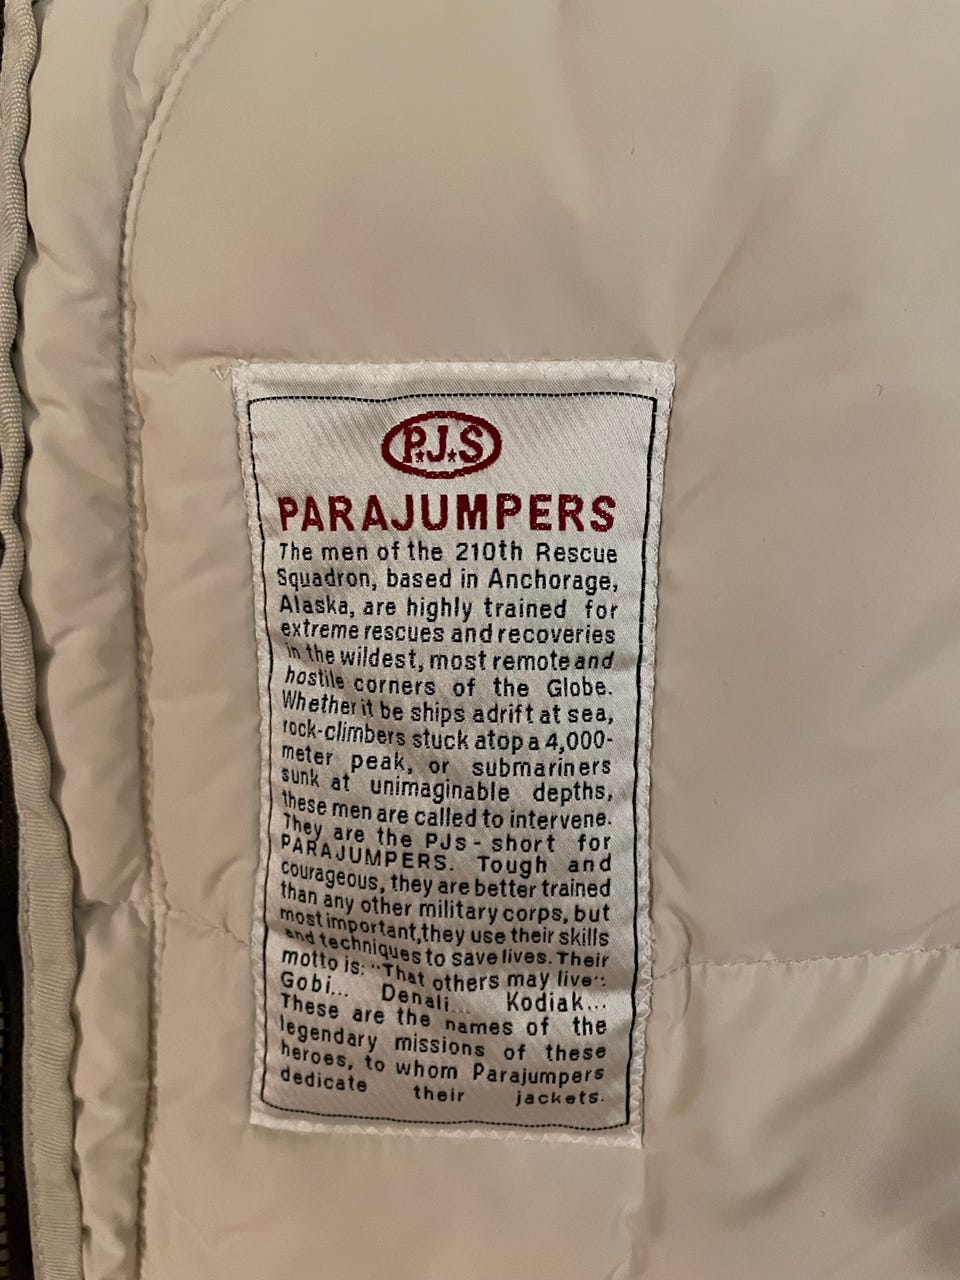 P.J.S
PARAJUMPERS
The men of the 210th Rescue
Squadron, based in Anchorage,
Alaska, are highly trained for
extreme rescues and recoveries
in the wildest, most remote and
hostile corners of the Globe.
Whether it be ships adrift at sea,
rock-climbers stuck atop a 4,000-
meter peak, or submariners
sunk at unimaginable depths,
these men are called to intervene.
They are the PJs - short for
PARAJUMPERS. Tough and
courageous, they are better trained
than any other military corps, but
most important, they use their skills
and techniques to save lives. Their
motto is: "That others may live":
Gobi... Denali... Kodiak...
These are the names of the
legendary missions of these
heroes, to whom Parajumpers
dedicate their jackets.